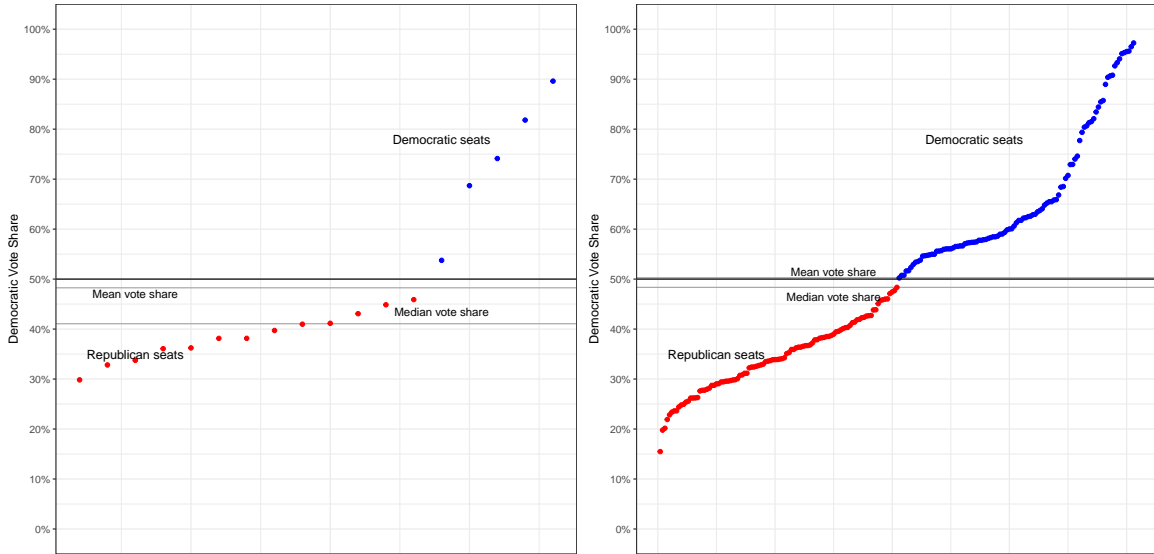 Democratic Vote Share
100%
90%
80%
70%
60%
50%
40%
30%
20%
10%
0%
Democratic seats
Mean vote share
Median vote share
Republican seats
Democratic Vote Share
100%
90%
80%
70%
60%
50%
40%
30%
20%
10%
0%
Democratic seats
Mean vote share
Median vote share
Republican seats